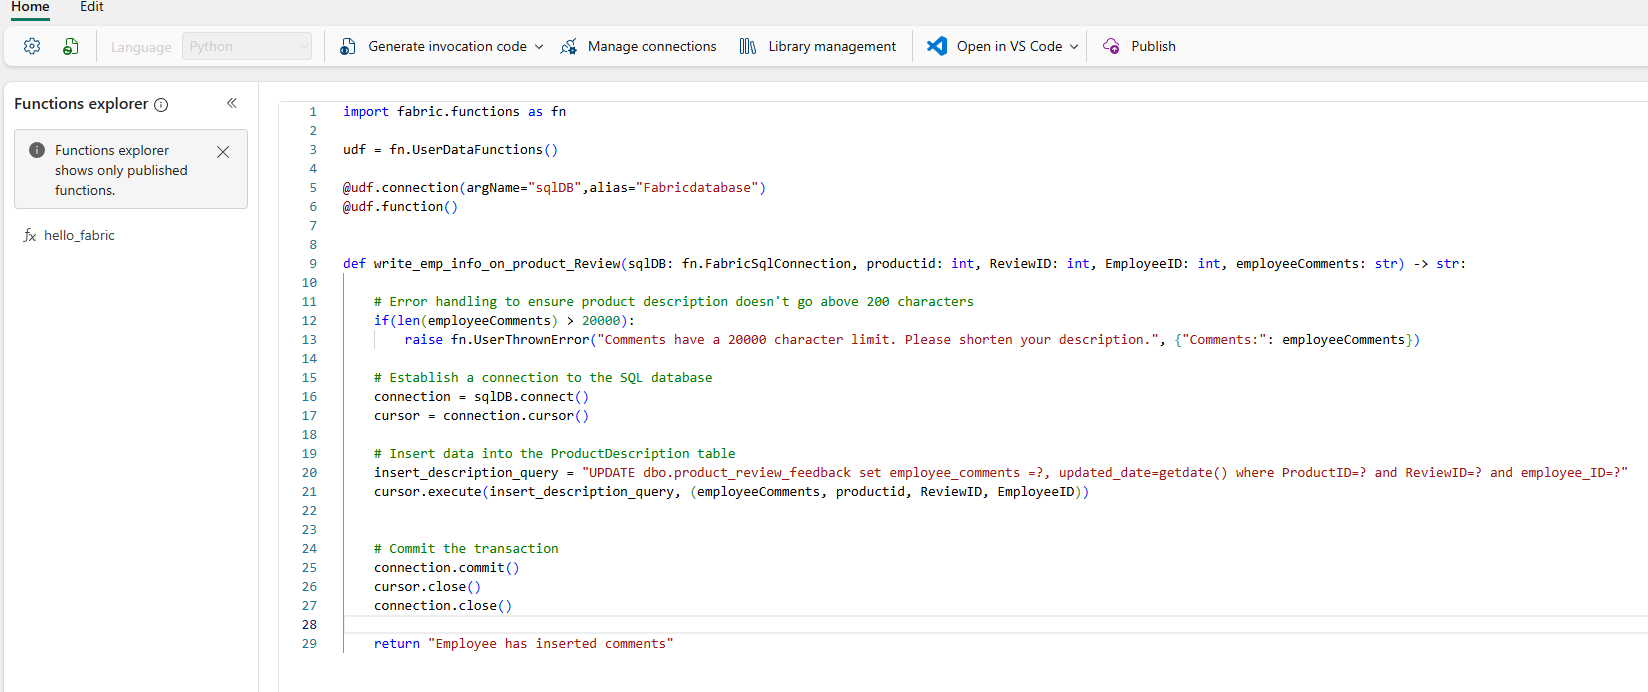 Home Edit
Language Python Generate invocation code Manage connections Library management Open in VS Code Publish
Functions explorer
Functions explorer
shows only published
functions.
hello_fabric
1 import fabric.functions as fn
2
3 udf = fn.UserDataFunctions()
4
5 @udf.connection(argName="sqlDB",alias="Fabricdatabase")
6 @udf.function()
7
8
9 def write_emp_info_on_product_Review(sqlDB: fn.FabricSqlConnection, productid: int, ReviewID: int, EmployeeID: int, employeeComments: str) -> str:
10
11 # Error handling to ensure product description doesn't go above 200 characters
12 if(len(employeeComments) > 20000):
13 raise fn.UserThrownError("Comments have a 20000 character limit. Please shorten your description.", {"Comments:": employeeComments})
14
15 # Establish a connection to the SQL database
16 connection = sqlDB.connect()
17 cursor = connection.cursor()
18
19 # Insert data into the ProductDescription table
20 insert_description_query = "UPDATE dbo.product_review_feedback set employee_comments =?, updated_date=getdate() where ProductID=? and ReviewID=? and employee_ID=?"
21 cursor.execute(insert_description_query, (employeeComments, productid, ReviewID, EmployeeID))
22
23
24 # Commit the transaction
25 connection.commit()
26 cursor.close()
27 connection.close()
28
29 return "Employee has inserted comments"